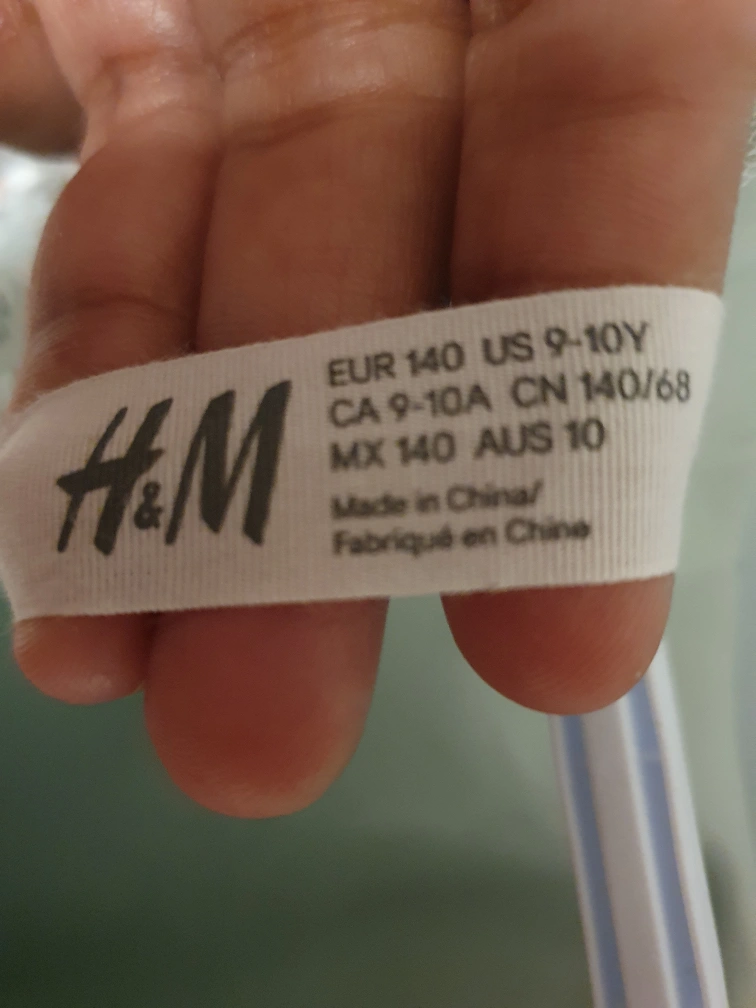 H&M
EUR 140 US 9-10Y
CA 9-10A CN 140/68
MX 140 AUS 10
Made in China/
Fabriqué en Chine